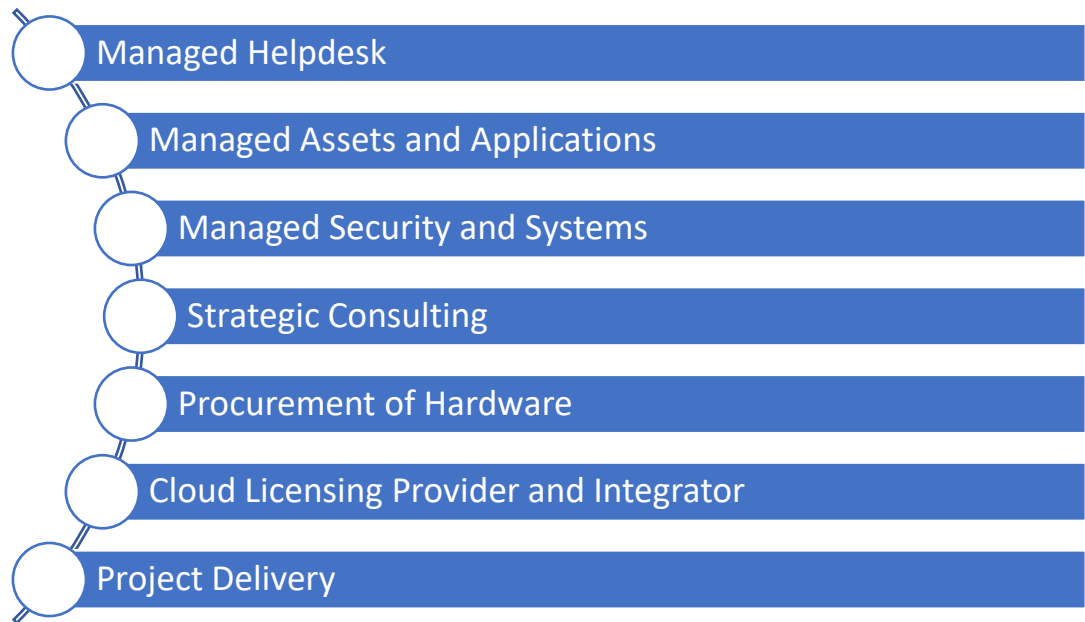 Managed Helpdesk
Managed Assets and Applications
Managed Security and Systems
Strategic Consulting
Procurement of Hardware
Cloud Licensing Provider and Integrator
Project Delivery